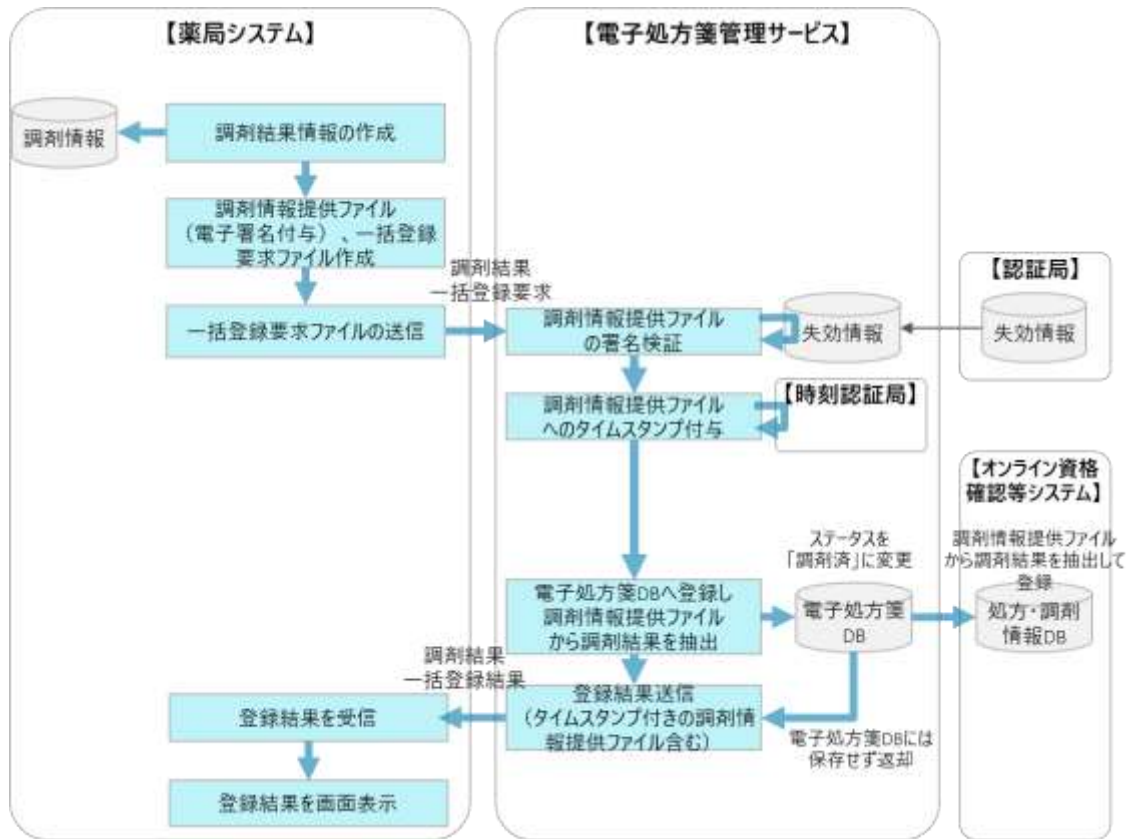 【薬局システム】
【電子処方箋管理サービス】
調剤情報
調剤結果情報の作成
調剤情報提供ファイル
（電子署名付与）、一括登録
要求ファイル作成
調剤結果
一括登録要求
一括登録要求ファイルの送信
調剤情報提供ファイル
の署名検証
失効情報
【認証局】
失効情報
調剤情報提供ファイル
へのタイムスタンプ付与
【時刻認証局】
【オンライン資格
確認等システム】
ステータスを
「調剤済」に変更
調剤情報提供ファイル
から調剤結果を抽出して
登録
電子処方箋DBへ登録し
調剤情報提供ファイル
から調剤結果を抽出
電子処方箋
DB
処方・調剤
情報DB
調剤結果
一括登録結果
登録結果送信
（タイムスタンプ付きの調剤情
報提供ファイル含む）
電子処方箋DBには
保存せず返却
登録結果を受信
登録結果を画面表示